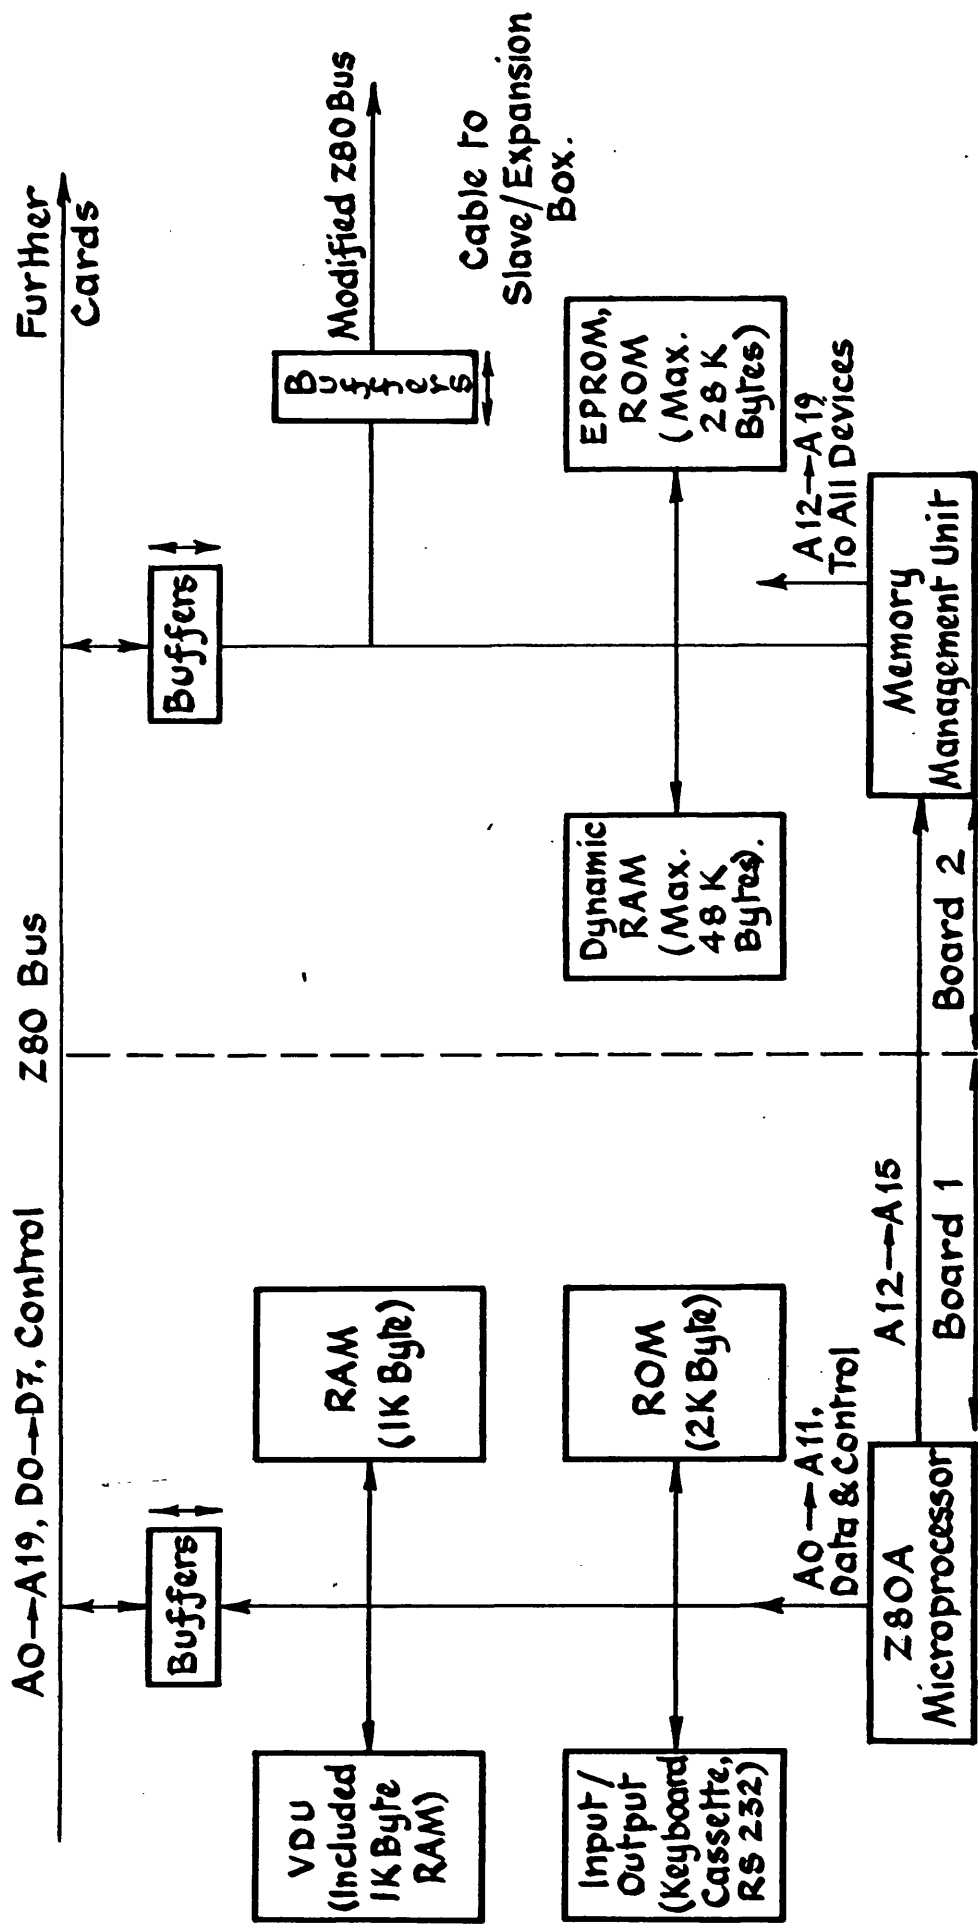 A0→A19, D0→D7, Control
Z80 Bus
Further
Cards
Buffers
Buffers
Buffers
Modified Z80Bus
Cable to
Slave/Expansion
Box.
VDU
(Included
1K Byte
RAM)
RAM
(1K Byte)
Input/
Output
(Keyboard
Cassette,
RS 232)
ROM
(2K Byte)
Dynamic
RAM
(Max.
48 K
Bytes).
EPROM,
ROM
(Max.
28 K
Bytes)
A0→A11,
Data & Control
A12→A19
To All Devices
Z80A
Microprocessor
A12→A15
Board 1
Board 2
Memory
Management Unit